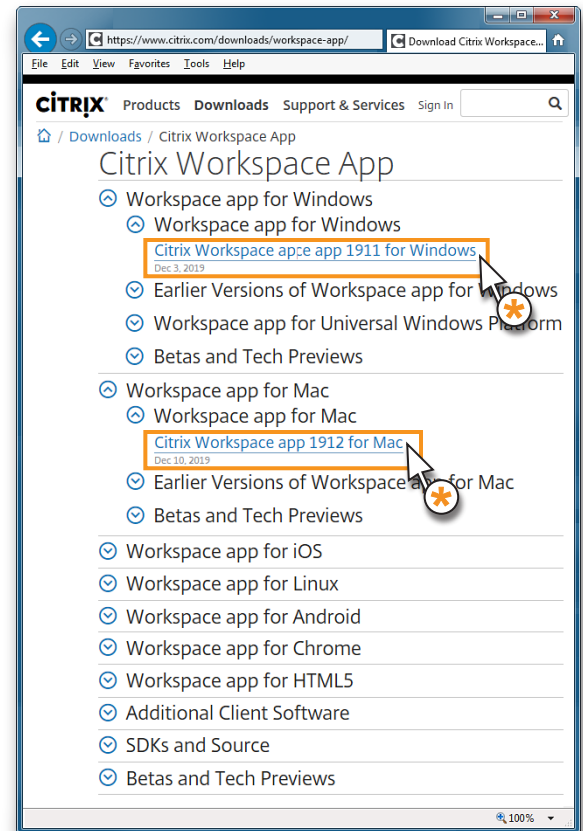 https://www.citrix.com/downloads/workspace-app/
Download Citrix Workspace...
File Edit View Favorites Tools Help
CİTRIX Products Downloads Support & Services Sign In
/ Downloads / Citrix Workspace App
Citrix Workspace App
Workspace app for Windows
Workspace app for Windows
Citrix Workspace apce app 1911 for Windows
Dec 3, 2019
Earlier Versions of Workspace app for Windows
Workspace app for Universal Windows Platform
Betas and Tech Previews
Workspace app for Mac
Workspace app for Mac
Citrix Workspace app 1912 for Mac
Dec 10, 2019
Earlier Versions of Workspace app for Mac
Betas and Tech Previews
Workspace app for iOS
Workspace app for Linux
Workspace app for Android
Workspace app for Chrome
Workspace app for HTML5
Additional Client Software
SDKs and Source
Betas and Tech Previews
100%